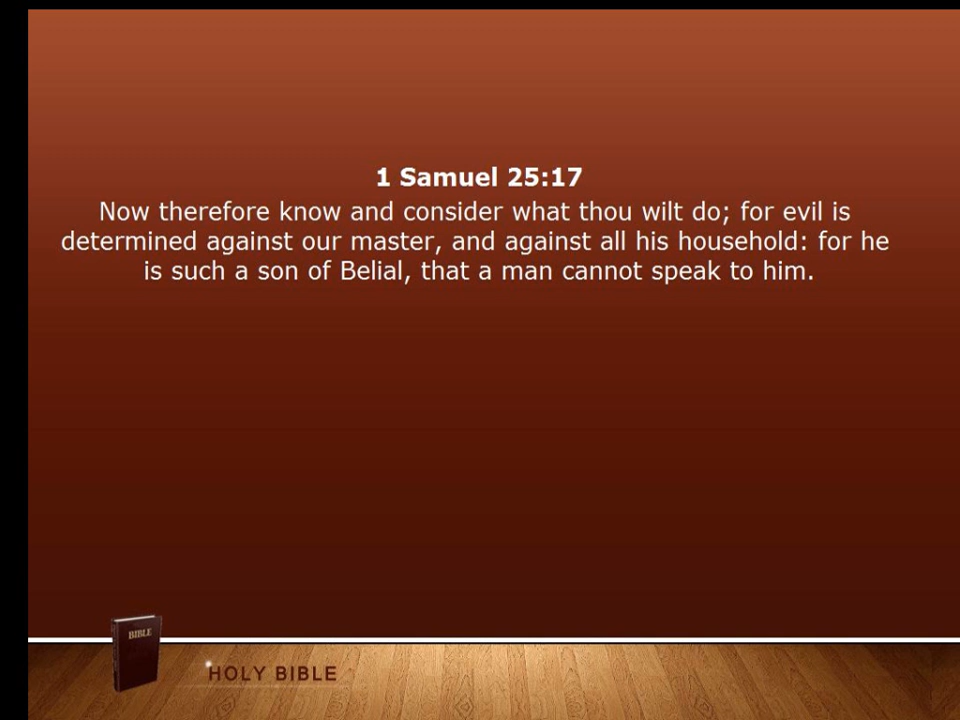 1 Samuel 25:17
Now therefore know and consider what thou wilt do; for evil is
determined against our master, and against all his household: for he
is such a son of Belial, that a man cannot speak to him.
BIBLE
HOLY BIBLE